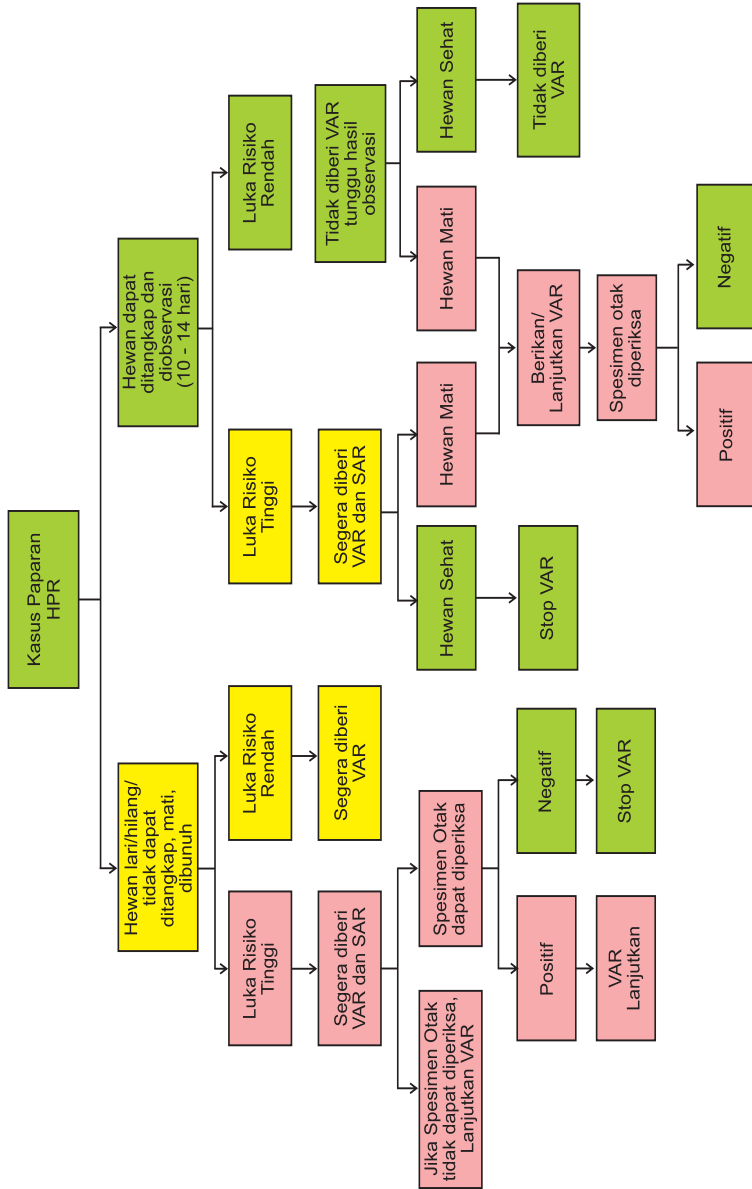 Kasus Paparan
HPR
Hewan lari/hilang/
tidak dapat
ditangkap, mati,
dibunuh
Hewan dapat
ditangkap dan
diobservasi
(10 - 14 hari)
Luka Risiko
Tinggi
Luka Risiko
Rendah
Luka Risiko
Tinggi
Luka Risiko
Rendah
Segera diberi
VAR dan SAR
Segera diberi
VAR
Segera diberi
VAR dan SAR
Tidak diberi VAR
tunggu hasil
observasi
Jika Spesimen Otak
tidak dapat diperiksa,
Lanjutkan VAR
Spesimen Otak
dapat diperiksa
Hewan Sehat
Hewan Mati
Hewan Mati
Hewan Sehat
Positif
Negatif
Stop VAR
Berikan/
Lanjutkan VAR
Tidak diberi
VAR
VAR
Lanjutkan
Stop VAR
Spesimen otak
diperiksa
Positif
Negatif